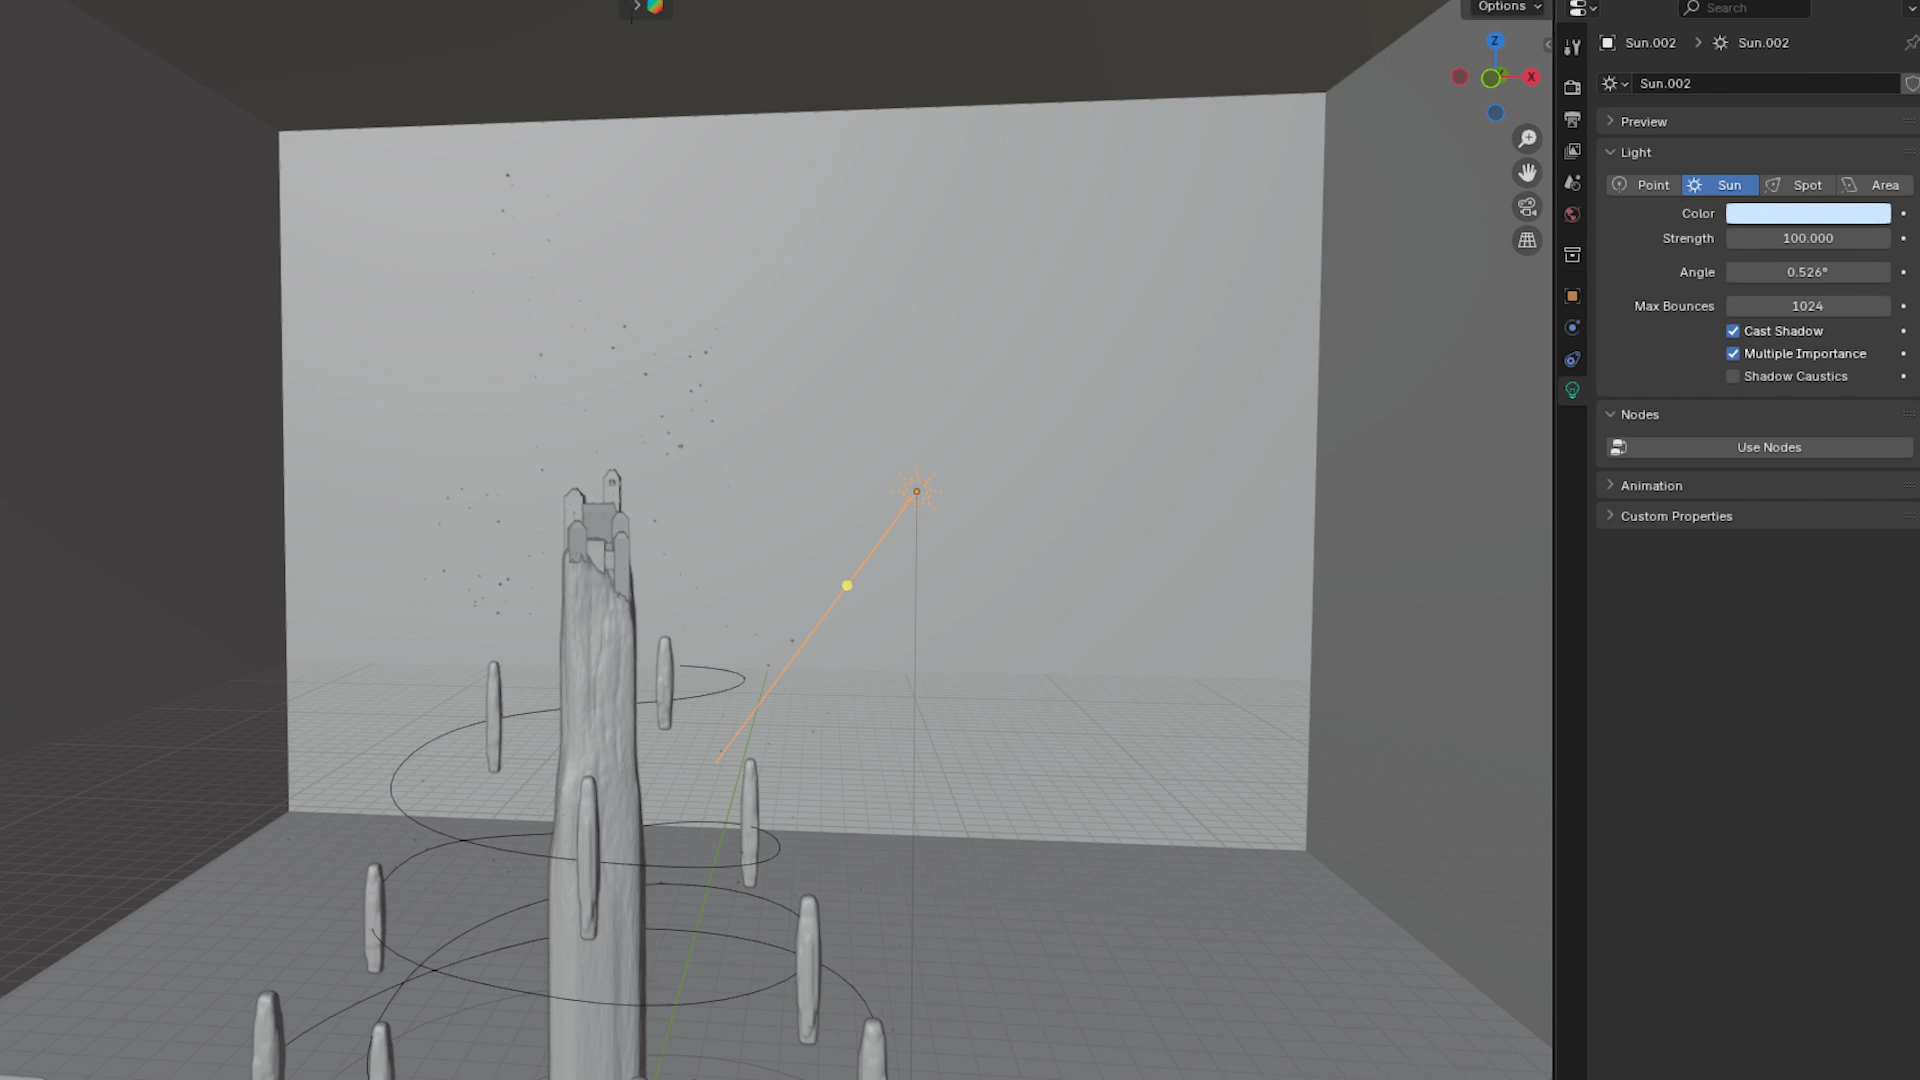 Options
Search
Z
X
Sun.002 Sun.002
Sun.002
Preview
Light
Point Sun Spot Area
Color
Strength 100.000
Angle 0.526°
Max Bounces 1024
Cast Shadow
Multiple Importance
Shadow Caustics
Nodes
Use Nodes
Animation
Custom Properties